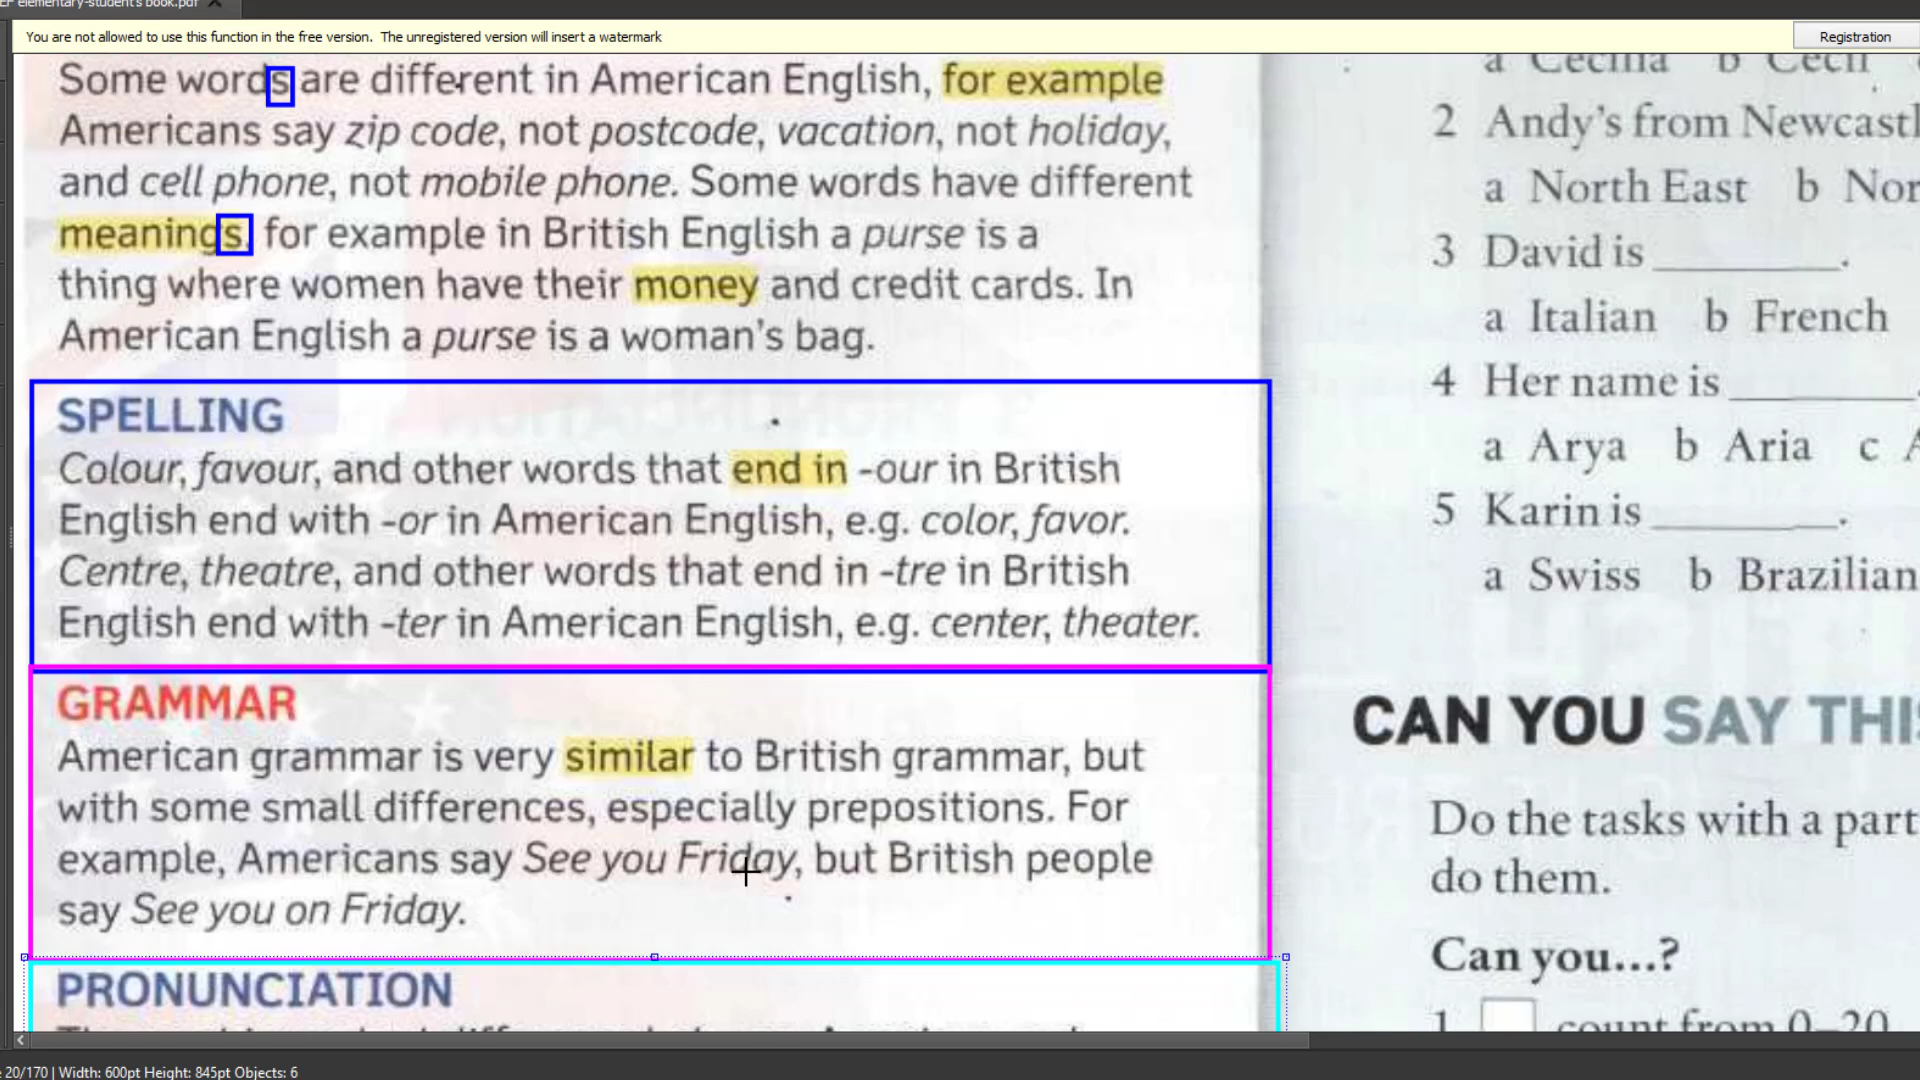 EF elementary-student's book.pdf
You are not allowed to use this function in the free version. The unregistered version will insert a watermark
Registration
Some words are different in American English, for example
Americans say zip code, not postcode, vacation, not holiday,
and cell phone, not mobile phone. Some words have different
meanings, for example in British English a purse is a
thing where women have their money and credit cards. In
American English a purse is a woman's bag.
SPELLING
Colour, favour, and other words that end in -our in British
English end with -or in American English, e.g. color, favor.
Centre, theatre, and other words that end in -tre in British
English end with -ter in American English, e.g. center, theater.
GRAMMAR
American grammar is very similar to British grammar, but
with some small differences, especially prepositions. For
example, Americans say See you Friday, but British people
say See you on Friday.
PRONUNCIATION
a Cecilia b Cecil
2 Andy's from Newcastl
a North East b Nor
3 David is ________.
a Italian b French
4 Her name is ________.
a Arya b Aria c A
5 Karin is ________.
a Swiss b Brazilian
CAN YOU SAY THIS
Do the tasks with a part
do them.
Can you...?
1 count from 0–20
20/170 | Width: 600pt Height: 845pt Objects: 6